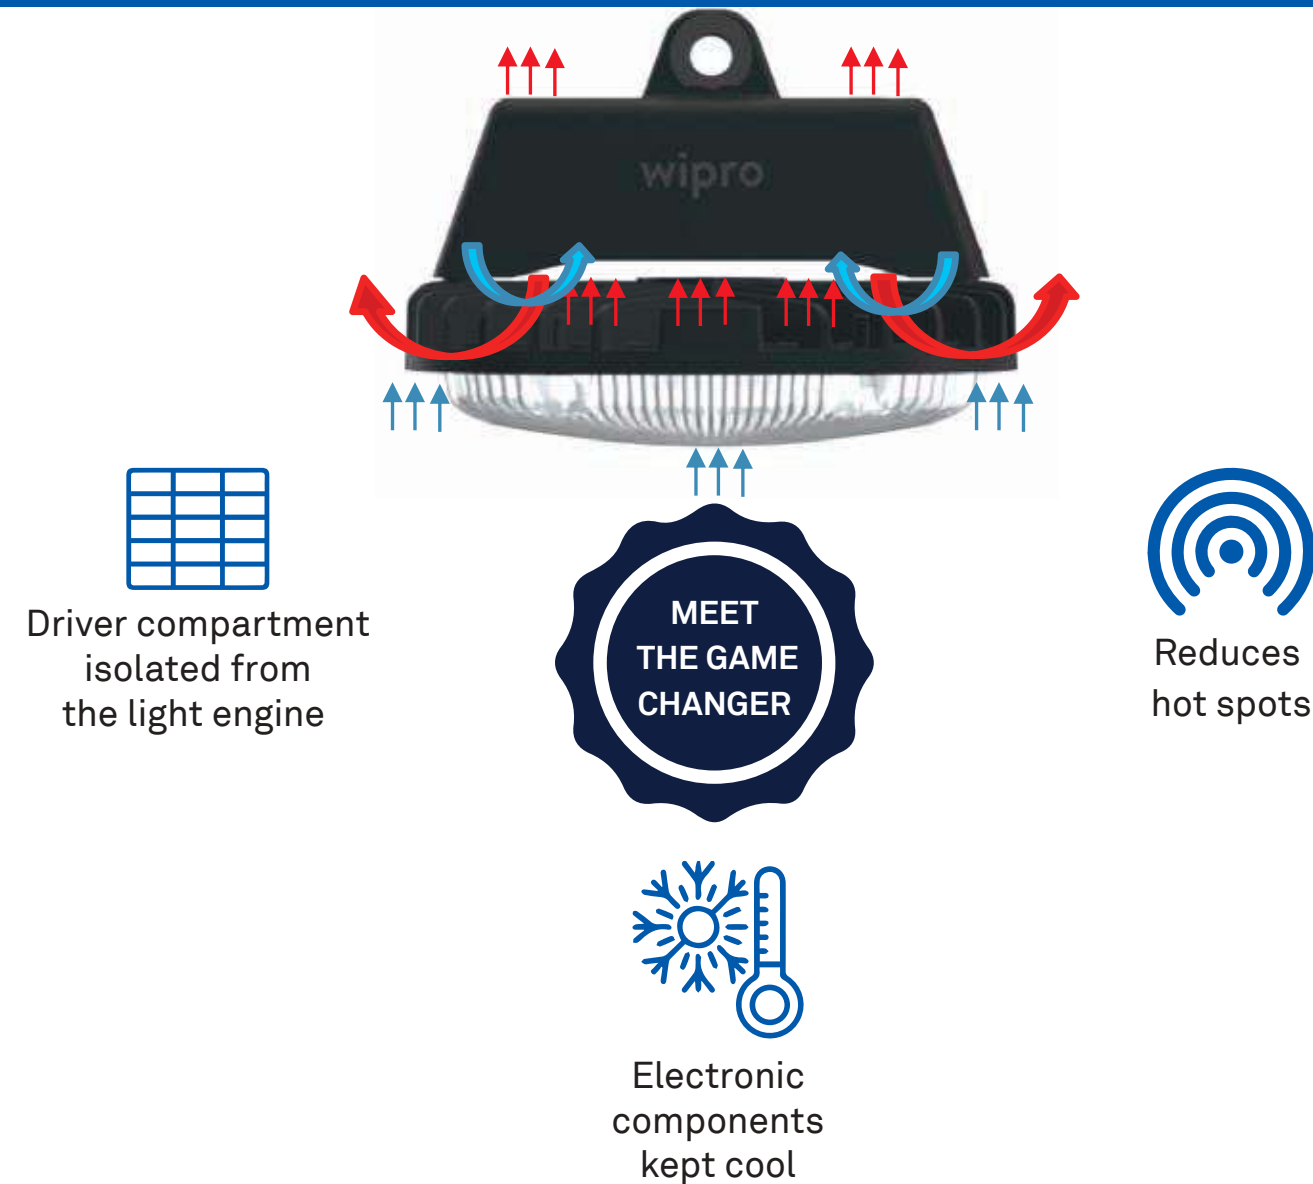 wipro
Driver compartment
isolated from
the light engine
MEET
THE GAME
CHANGER
Reduces
hot spots
Electronic
components
kept cool